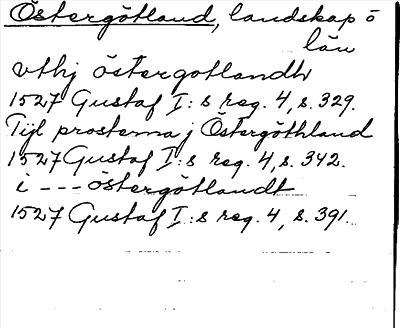 Östergötland, landskap o
län
vthj östergotlandh
1527 Gustaf I:s reg. 4, s. 329.
Tijl prosterna j Östergöthland
1527 Gustaf I:s reg. 4, s. 342.
i --- östergötlandt
1527 Gustaf I:s reg. 4, s. 391.